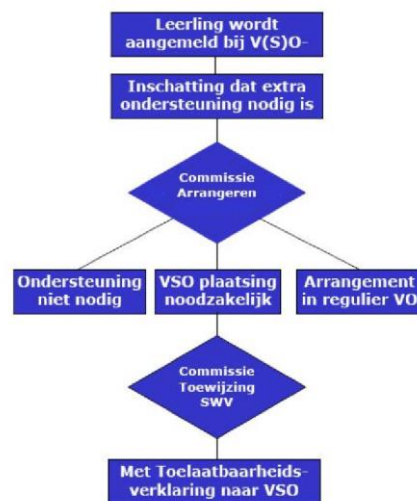 Leerling wordt
aangemeld bij V(S)O-
Inschatting dat extra
ondersteuning nodig is
Commissie
Arrangeren
Ondersteuning
niet nodig
VSO plaatsing
noodzakelijk
Arrangement
in regulier VO
Commissie
Toewijzing
SWV
Met Toelaatbaarheids-
verklaring naar VSO